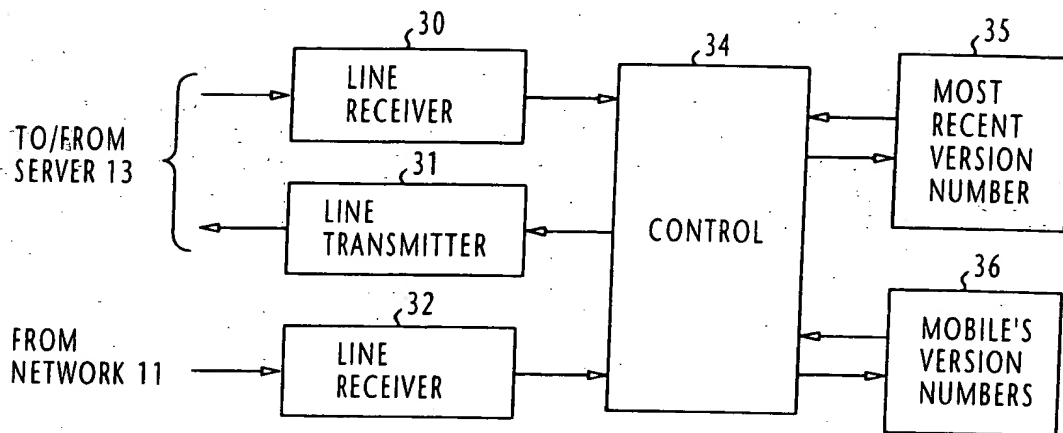 30
LINE
RECEIVER
34
CONTROL
35
MOST
RECENT
VERSION
NUMBER
TO/FROM
SERVER 13
31
LINE
TRANSMITTER
36
MOBILE'S
VERSION
NUMBERS
FROM
NETWORK 11
32
LINE
RECEIVER